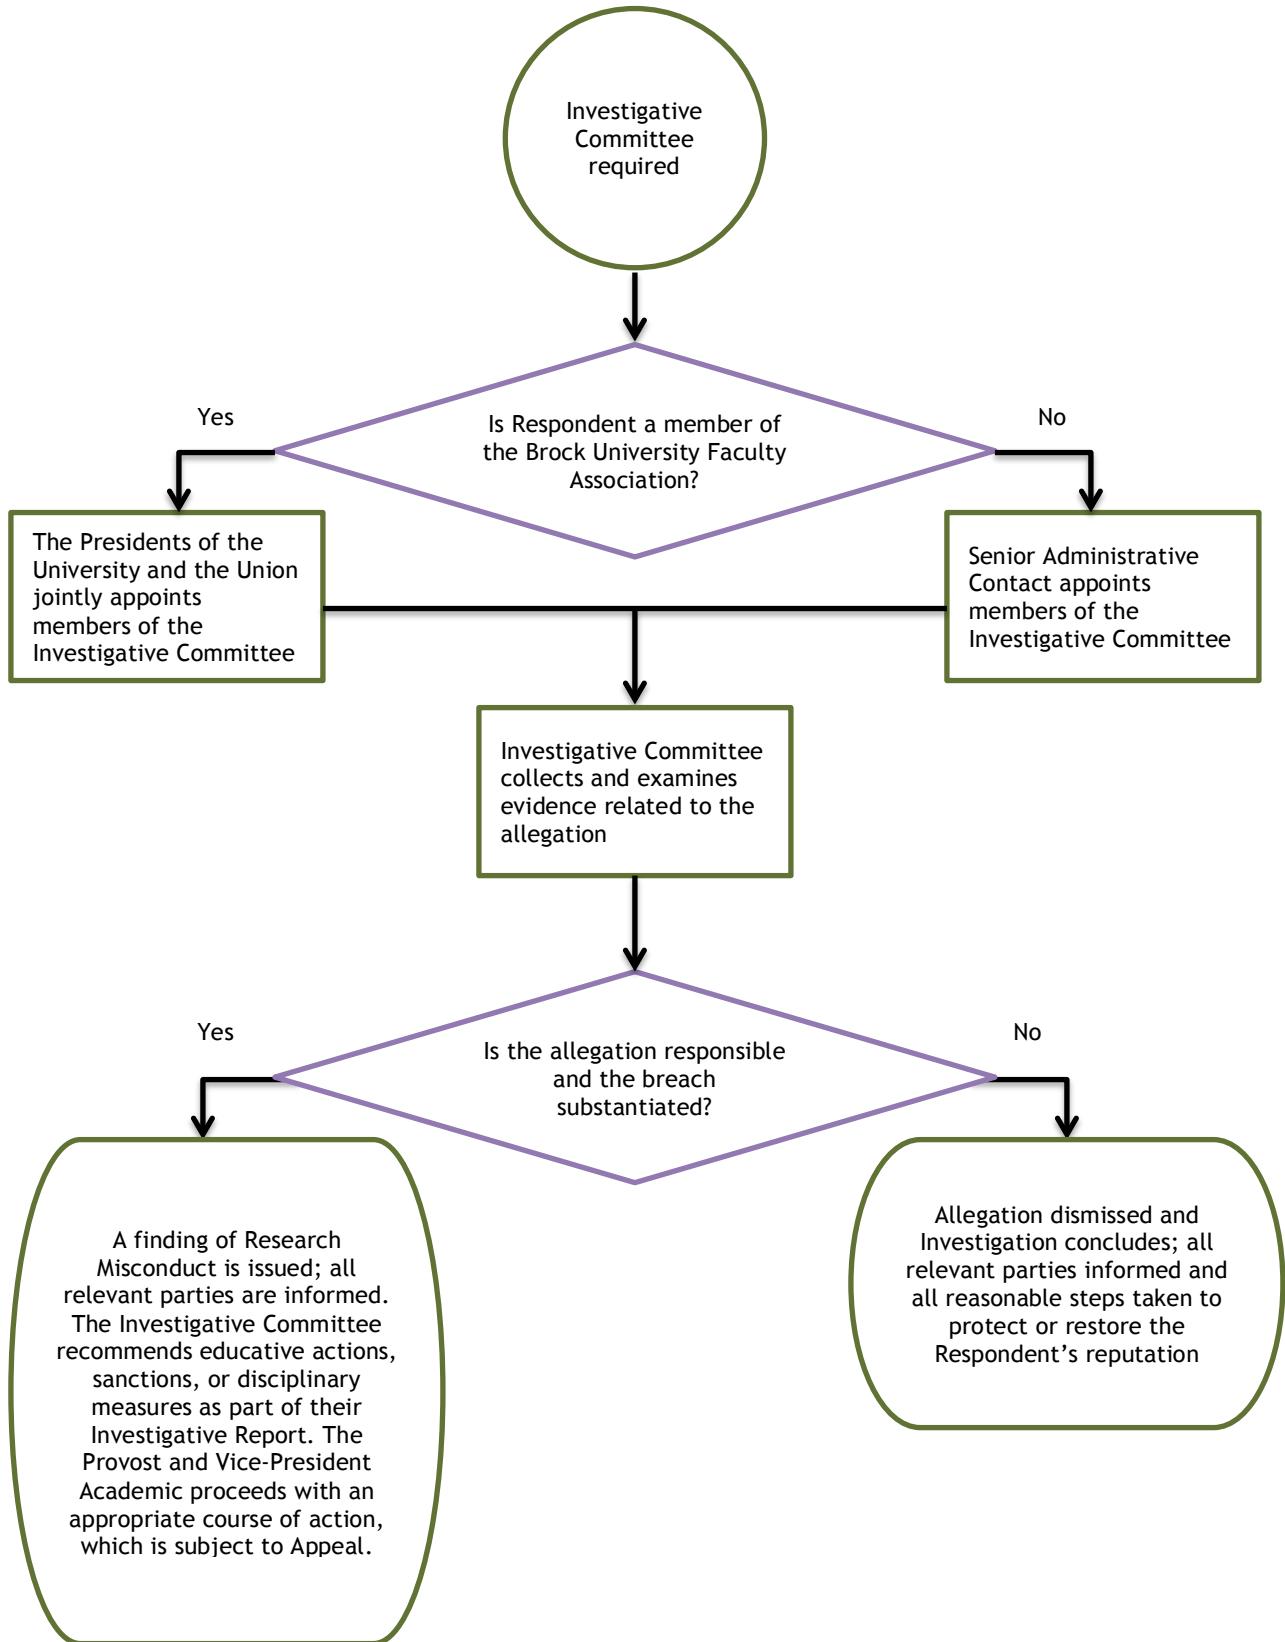 Investigative
Committee
required
Yes
No
Is Respondent a member of
the Brock University Faculty
Association?
The Presidents of the
University and the Union
jointly appoints
members of the
Investigative Committee
Senior Administrative
Contact appoints
members of the
Investigative Committee
Investigative Committee
collects and examines
evidence related to the
allegation
Yes
No
Is the allegation responsible
and the breach
substantiated?
A finding of Research
Misconduct is issued; all
relevant parties are informed.
The Investigative Committee
recommends educative actions,
sanctions, or disciplinary
measures as part of their
Investigative Report. The
Provost and Vice-President
Academic proceeds with an
appropriate course of action,
which is subject to Appeal.
Allegation dismissed and
Investigation concludes; all
relevant parties informed and
all reasonable steps taken to
protect or restore the
Respondent’s reputation